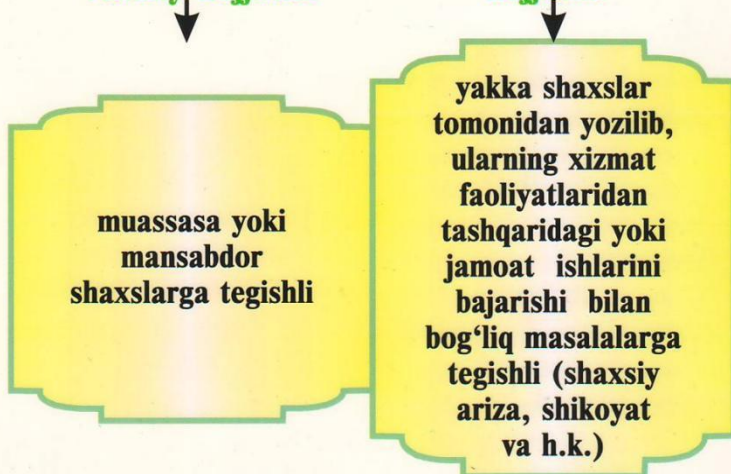 muassasa yoki
mansabdor
shaxslarga tegishli
yakka shaxslar
tomonidan yozilib,
ularning xizmat
faoliyatlaridan
tashqaridagi yoki
jamoat ishlarini
bajarishi bilan
bog‘liq masalalarga
tegishli (shaxsiy
ariza, shikoyat
va h.k.)